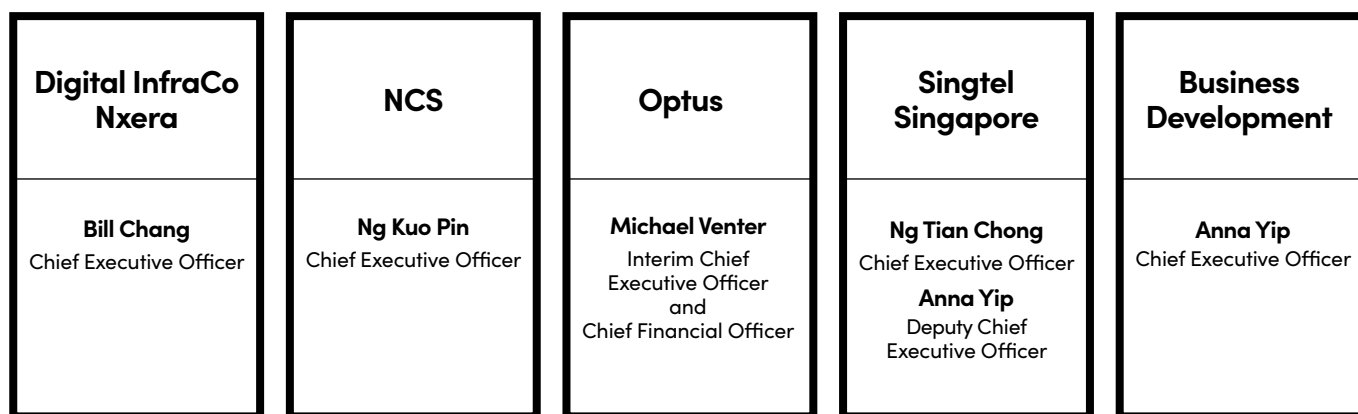 Digital InfraCo
Nxera
Bill Chang
Chief Executive Officer
NCS
Ng Kuo Pin
Chief Executive Officer
Optus
Michael Venter
Interim Chief
Executive Officer
and
Chief Financial Officer
Singtel
Singapore
Ng Tian Chong
Chief Executive Officer
Anna Yip
Deputy Chief
Executive Officer
Business
Development
Anna Yip
Chief Executive Officer